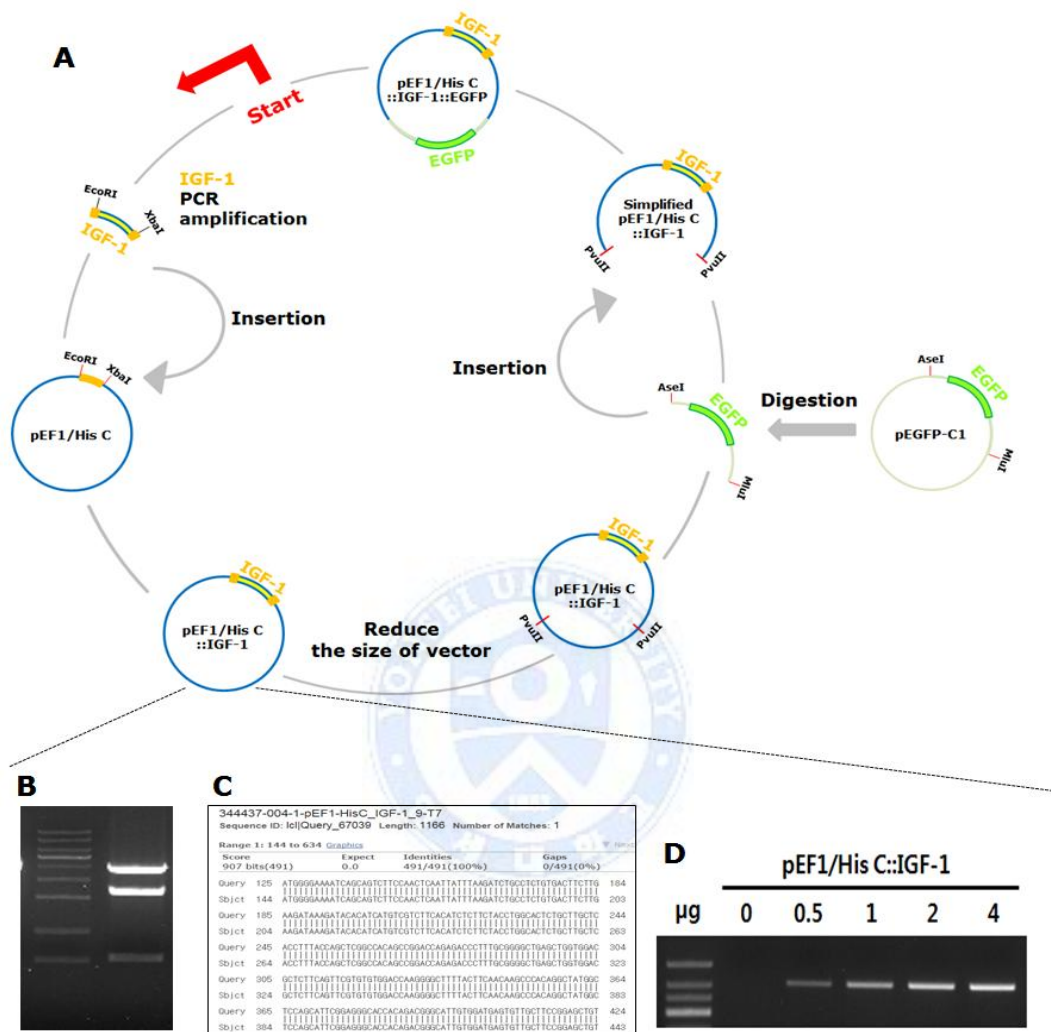 A
Start
IGF-1
pEF1/His C
::IGF-1::EGFP
EGFP
IGF-1
PCR
amplification
EcoRI
XbaI
IGF-1
Insertion
EcoRI
XbaI
pEF1/His C
IGF-1
Simplified
pEF1/His C
::IGF-1
PvuII
PvuII
Insertion
AseI
EGFP
MluI
Digestion
AseI
EGFP
pEGFP-C1
MluI
IGF-1
pEF1/His C
::IGF-1
Reduce
the size of vector
IGF-1
pEF1/His C
::IGF-1
PvuII
PvuII
YONSEI UNIVERSITY
B
C
344437-004-1-pEF1-HisC_IGF-1_9-T7
Sequence ID: lcl|Query_67039 Length: 1166 Number of Matches: 1
Range 1: 144 to 634 Graphics
Score Expect Identities Gaps
907 bits(491) 0.0 491/491(100%) 0/491(0%)
Query 125 ATGGGGAAAATCAGCAGTCTTCCAACTCAATTATTTAAGATCTGCCTCTGTGACTTCTTG 184
Sbjct 144 ATGGGGAAAATCAGCAGTCTTCCAACTCAATTATTTAAGATCTGCCTCTGTGACTTCTTG 203
Query 185 AAGATAAAGATACACATCATGTCGTCTTCACATCTCTTCTACCTGGCACTCTGCTTGCTC 244
Sbjct 204 AAGATAAAGATACACATCATGTCGTCTTCACATCTCTTCTACCTGGCACTCTGCTTGCTC 263
Query 245 ACCTTTACCAGCTCGGCCACAGCCGGACCAGAGACCCTTTGCGGGGCTGAGCTGGTGGAC 304
Sbjct 264 ACCTTTACCAGCTCGGCCACAGCCGGACCAGAGACCCTTTGCGGGGCTGAGCTGGTGGAC 323
Query 305 GCTCTTCAGTTCGTGTGTGGACCAAGGGGCTTTTACTTCAACAAGCCCACAGGCTATGGC 364
Sbjct 324 GCTCTTCAGTTCGTGTGTGGACCAAGGGGCTTTTACTTCAACAAGCCCACAGGCTATGGC 383
Query 365 TCCAGCATTCGGAGGGCACCACAGACGGGCATTGTGGATGAGTGTTGCTTCCGGAGCTGT 424
Sbjct 384 TCCAGCATTCGGAGGGCACCACAGACGGGCATTGTGGATGAGTGTTGCTTCCGGAGCTGT 443
D
pEF1/His C::IGF-1
μg 0 0.5 1 2 4